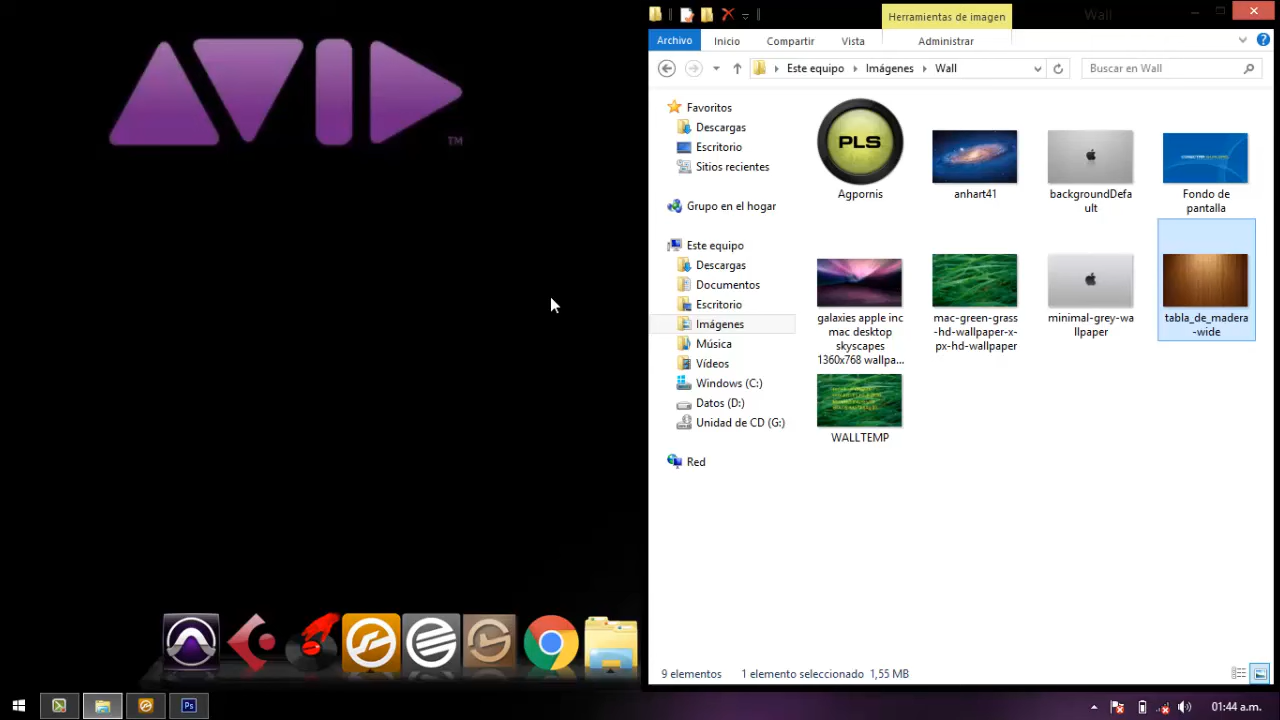 AVID
TM
Herramientas de imagen
Wall
Archivo
Inicio
Compartir
Vista
Administrar
Este equipo
Imágenes
Wall
Buscar en Wall
Favoritos
Descargas
Escritorio
Sitios recientes
Grupo en el hogar
Este equipo
Descargas
Documentos
Escritorio
Imágenes
Música
Vídeos
Windows (C:)
Datos (D:)
Unidad de CD (G:)
Red
PLS
Agpornis
anhart41
backgroundDefa
ult
Fondo de
pantalla
galaxies apple inc
mac desktop
skyscapes
1360x768 wallpa...
mac-green-grass
-hd-wallpaper-x-
px-hd-wallpaper
minimal-grey-wa
llpaper
tabla_de_madera
-wide
WALLTEMP
9 elementos
1 elemento seleccionado 1,55 MB
Ps
01:44 a.m.